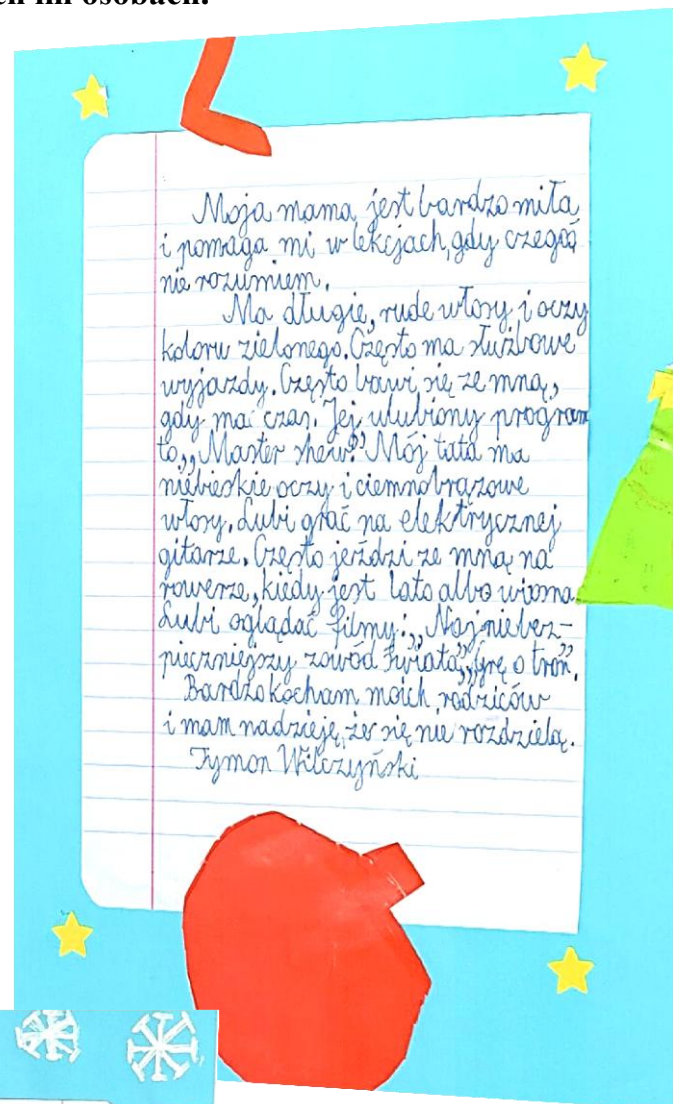 ch im osobach.
Moja mama jest bardzo miła
i pomaga mi w lekcjach, gdy czegoś
nie rozumiem.
Ma długie, rude włosy i oczy
koloru zielonego. Często ma służbowe
wyjazdy. Często bawi się ze mną,
gdy ma czas. Jej ulubiony program
to,, Master shew". Mój tata ma
niebieskie oczy i ciemnobrązowe
włosy. Lubi grać na elektrycznej
gitarze. Często jeździ ze mną na
rowerze, kiedy jest lato albo wiosna.
Lubi oglądać filmy:,, Najniebez-
pieczniejszy zawód świata",,,Grę o tron".
Bardzo kocham moich rodziców
i mam nadzieję, że się nie rozdzielą.
Tymon Wilczyński